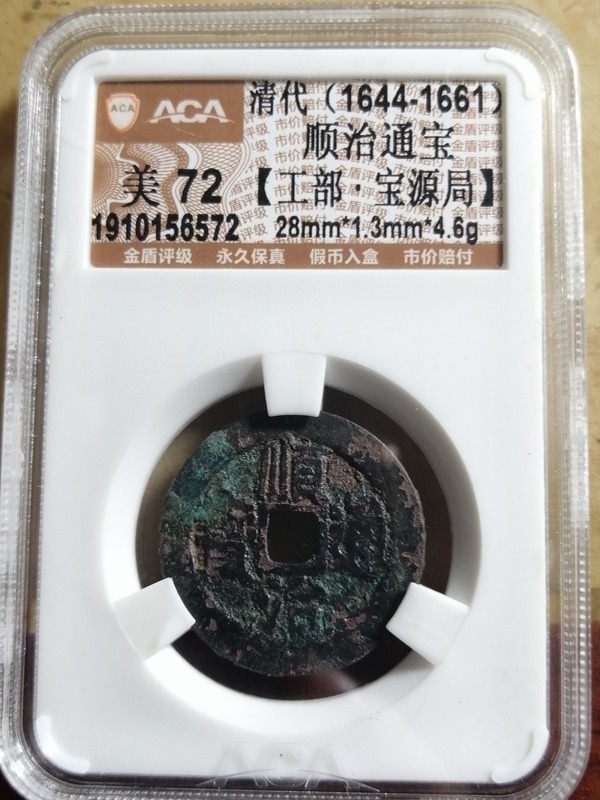 ACA ACA 清代（1644-1661）
顺治通宝
美 72 【工部·宝源局】
1910156572 28mm*1.3mm*4.6g
金盾评级 永久保真 假币入盒 市价赔付
順
治
ACA